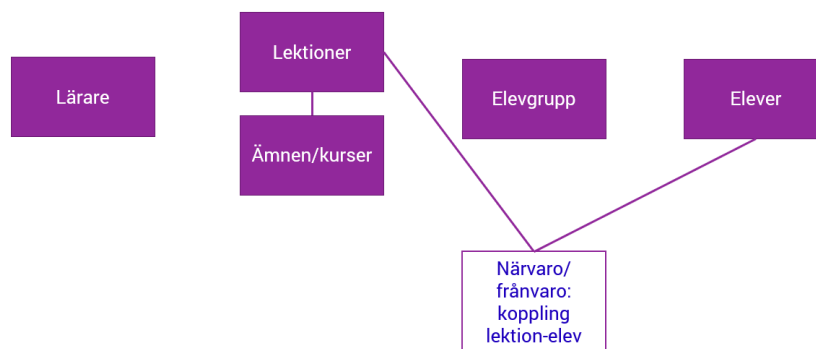 Lektioner
Lärare
Elevgrupp
Elever
Ämnen/kurser
Närvaro/
frånvaro:
koppling
lektion-elev